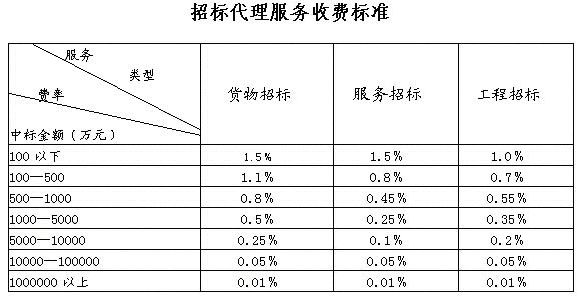 招标代理服务收费标准
服务
类型
费率
中标金额（万元）
货物招标 服务招标 工程招标
100 以下 1.5% 1.5% 1.0%
100—500 1.1% 0.8% 0.7%
500—1000 0.8% 0.45% 0.55%
1000—5000 0.5% 0.25% 0.35%
5000—10000 0.25% 0.1% 0.2%
10000—100000 0.05% 0.05% 0.05%
1000000 以上 0.01% 0.01% 0.01%